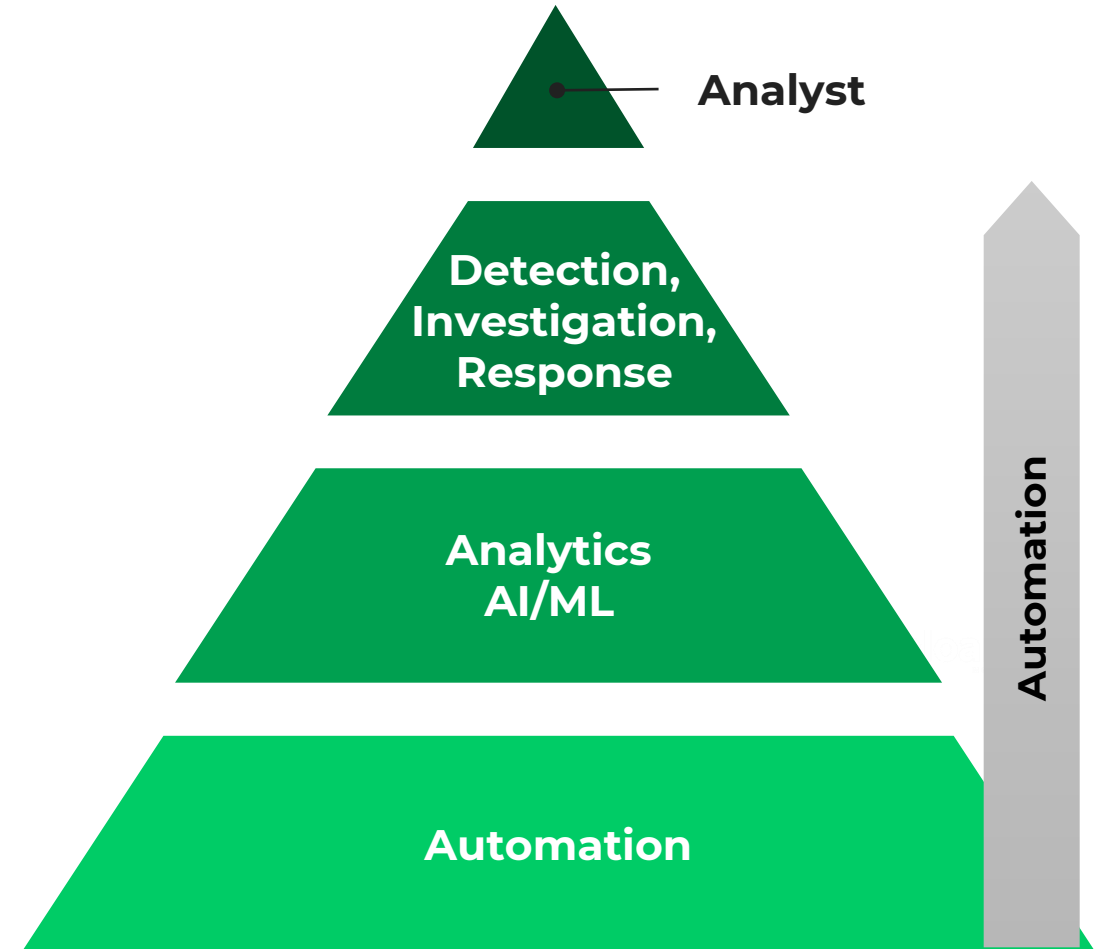 Analyst
Detection,
Investigation,
Response
Analytics
AI/ML
Automation
Automation